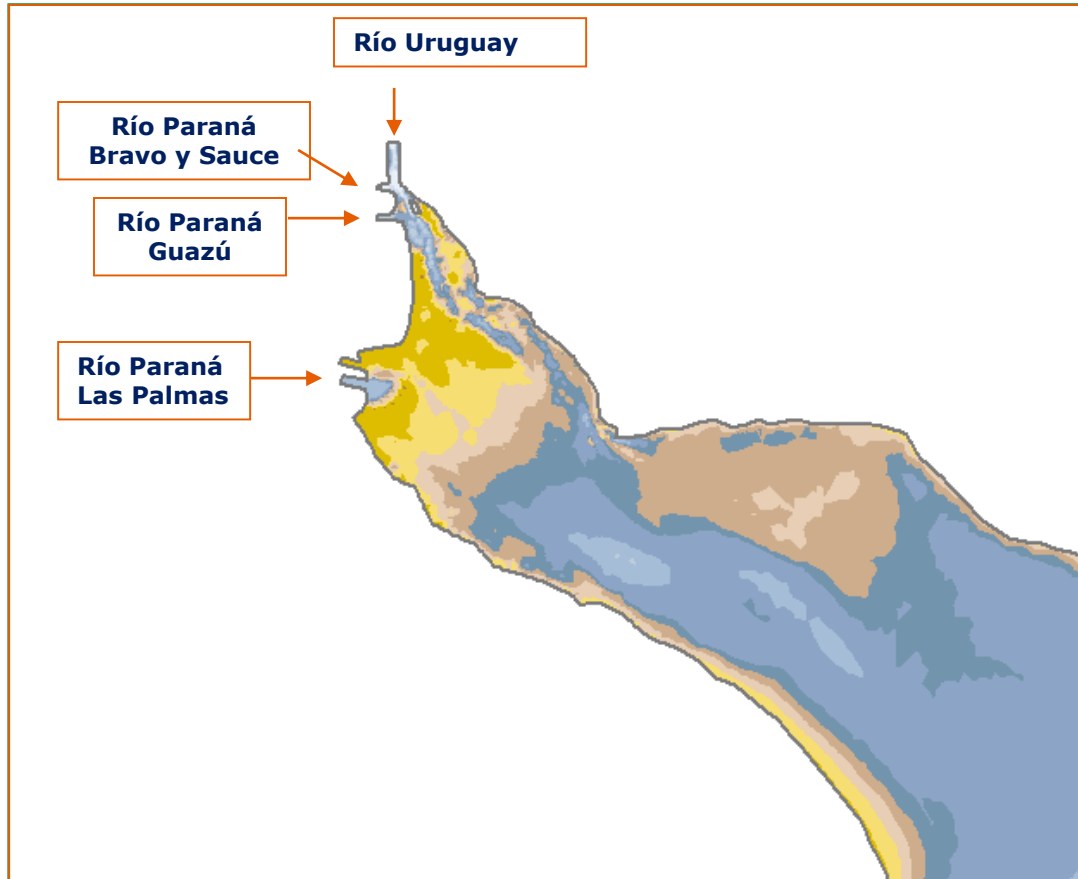 Río Uruguay
Río Paraná
Bravo y Sauce
Río Paraná
Guazú
Río Paraná
Las Palmas